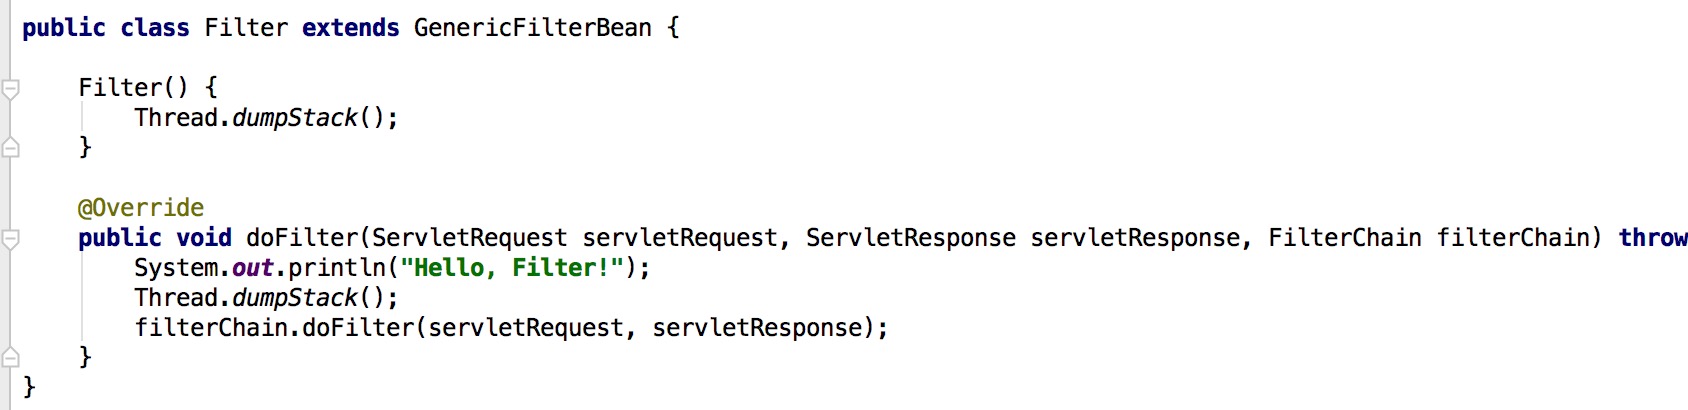 public class Filter extends GenericFilterBean {
Filter() {
Thread.dumpStack();
}
@Override
public void doFilter(ServletRequest servletRequest, ServletResponse servletResponse, FilterChain filterChain) throw
System.out.println("Hello, Filter!");
Thread.dumpStack();
filterChain.doFilter(servletRequest, servletResponse);
}
}